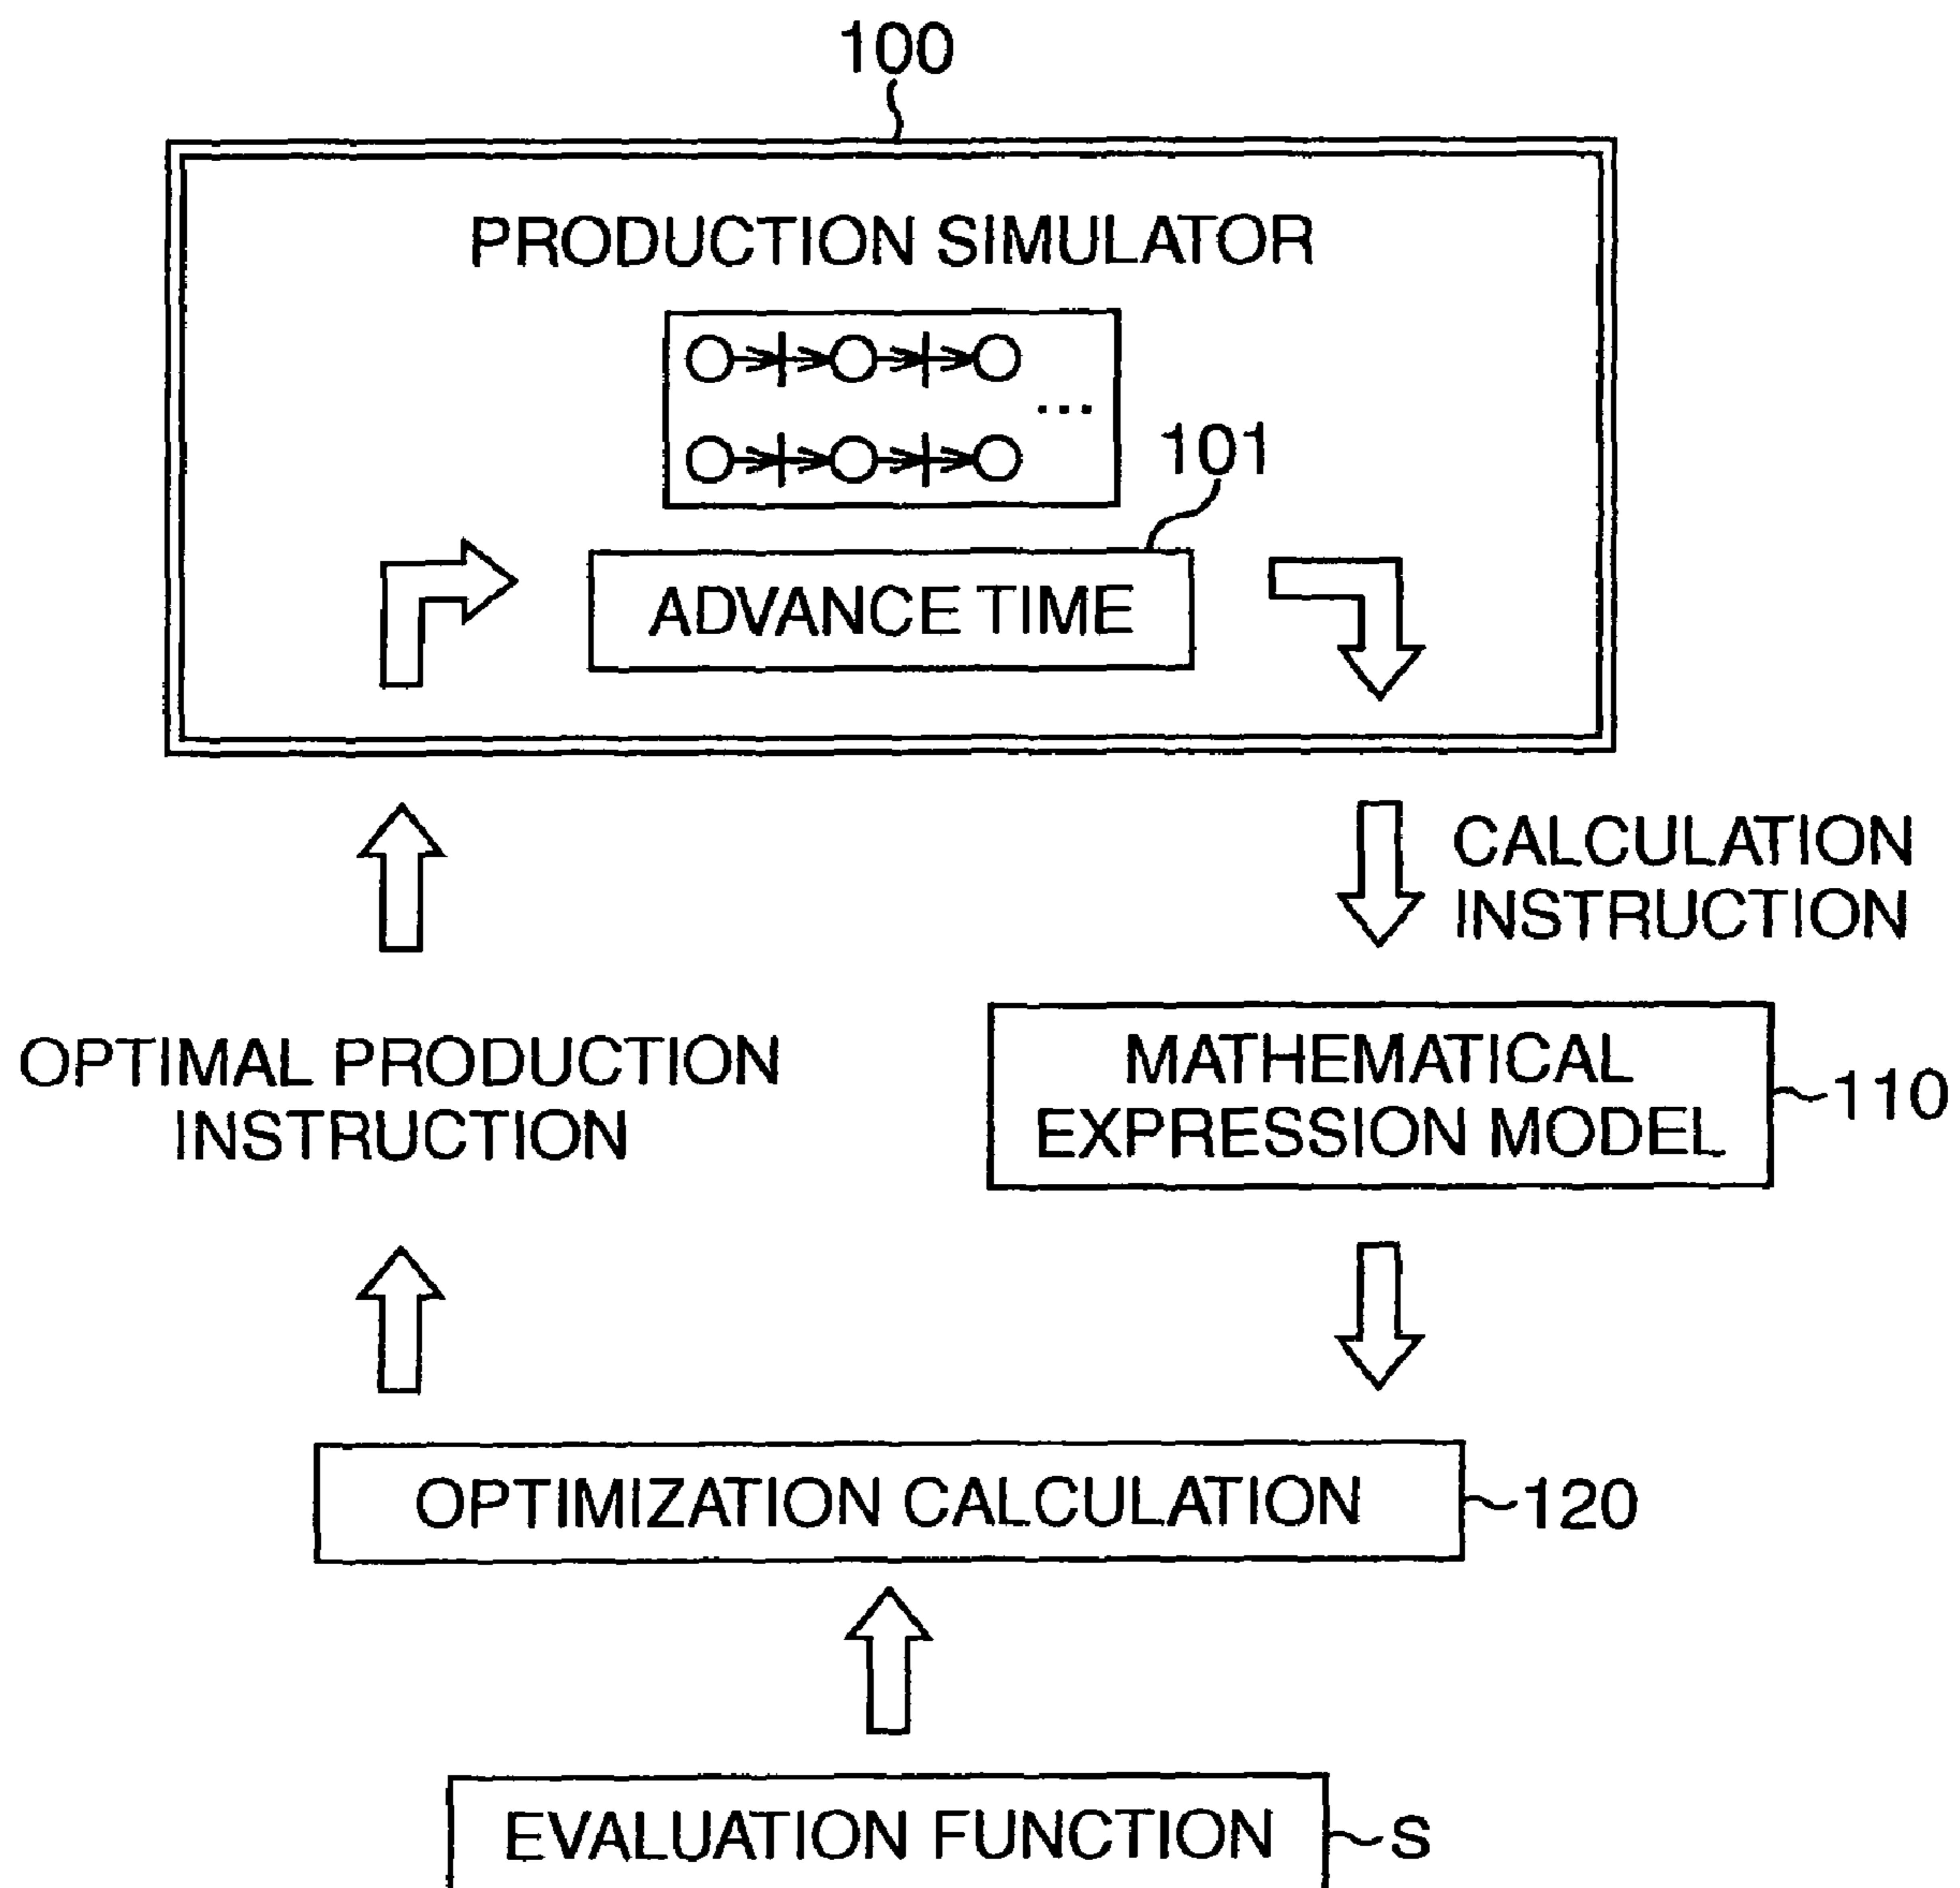 100
PRODUCTION SIMULATOR
...
101
ADVANCE TIME
CALCULATION
INSTRUCTION
OPTIMAL PRODUCTION
INSTRUCTION
MATHEMATICAL
EXPRESSION MODEL
110
OPTIMIZATION CALCULATION
120
EVALUATION FUNCTION
S